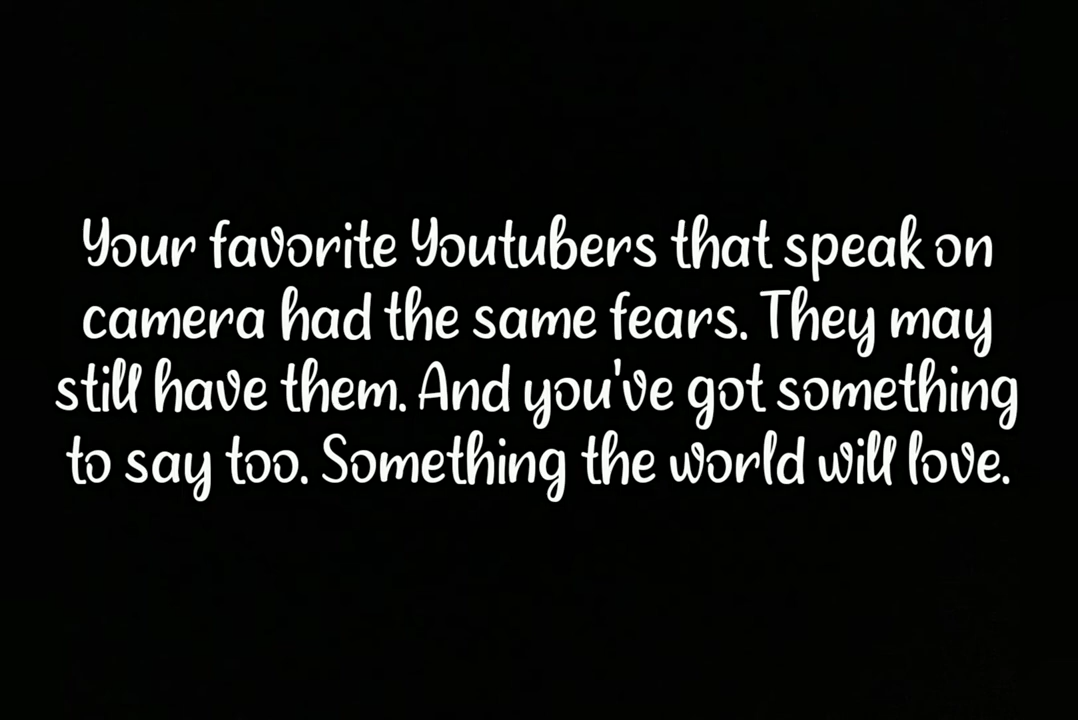 Your favorite Youtubers that speak on
camera had the same fears. They may
still have them. And you've got something
to say too. Something the world will love.